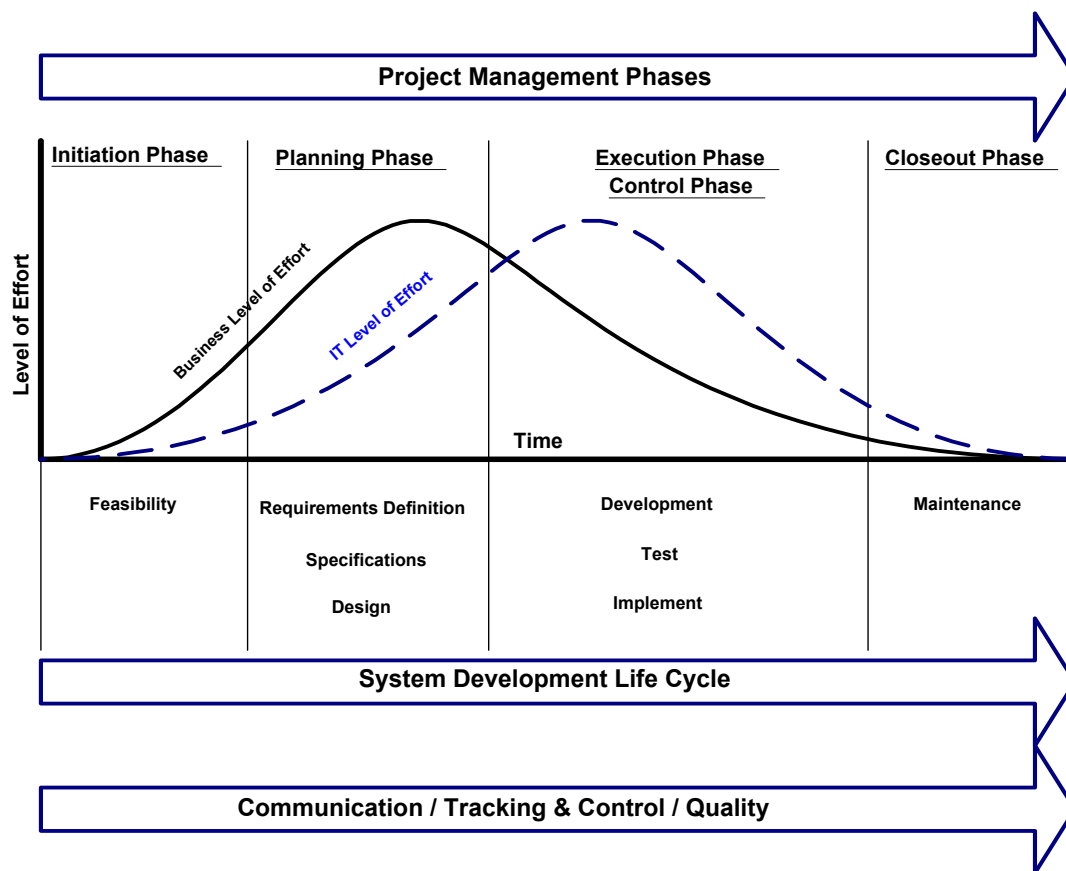 Project Management Phases
Initiation Phase
Planning Phase
Execution Phase
Control Phase
Closeout Phase
Level of Effort
Business Level of Effort
IT Level of Effort
Time
Feasibility
Requirements Definition
Specifications
Design
Development
Test
Implement
Maintenance
System Development Life Cycle
Communication / Tracking & Control / Quality